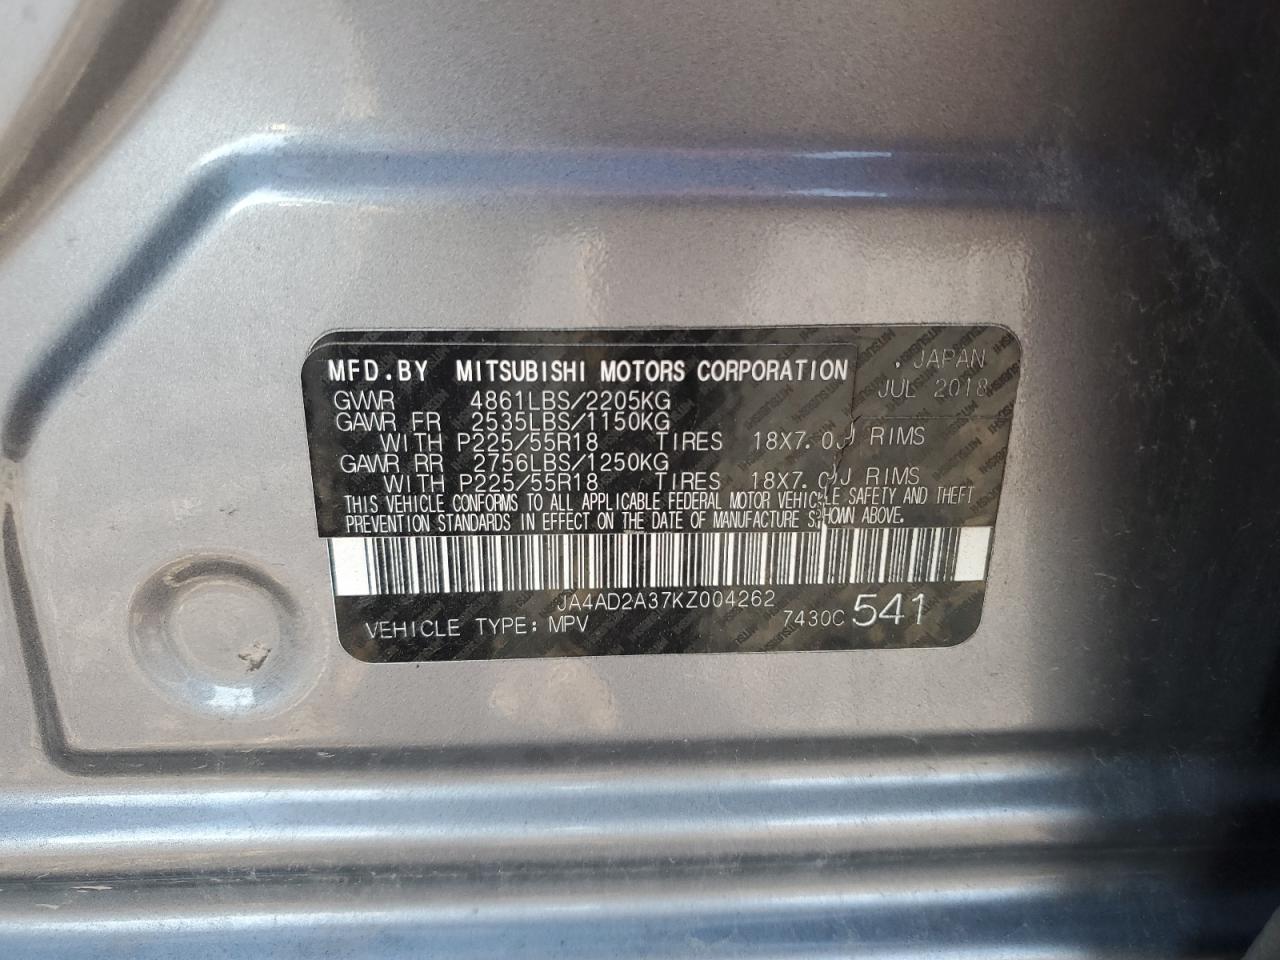 MFD.BY MITSUBISHI MOTORS CORPORATION . JAPAN
JUL 2018
GVWR 4861LBS/2205KG
GAWR FR 2535LBS/1150KG
WITH P225/55R18 TIRES 18X7.0J RIMS
GAWR RR 2756LBS/1250KG
WITH P225/55R18 TIRES 18X7.0J RIMS
THIS VEHICLE CONFORMS TO ALL APPLICABLE FEDERAL MOTOR VEHICLE SAFETY AND THEFT
PREVENTION STANDARDS IN EFFECT ON THE DATE OF MANUFACTURE SHOWN ABOVE.
JA4AD2A37KZ004262
VEHICLE TYPE: MPV 7430C 541